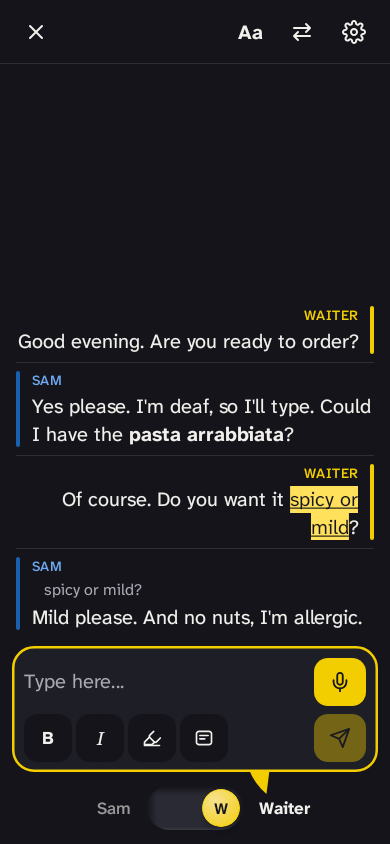 Aa
WAITER
Good evening. Are you ready to order?
SAM
Yes please. I'm deaf, so I'll type. Could
I have the pasta arrabbiata?
WAITER
Of course. Do you want it spicy or
mild?
SAM
spicy or mild?
Mild please. And no nuts, I'm allergic.
Type here...
B I
Sam W Waiter